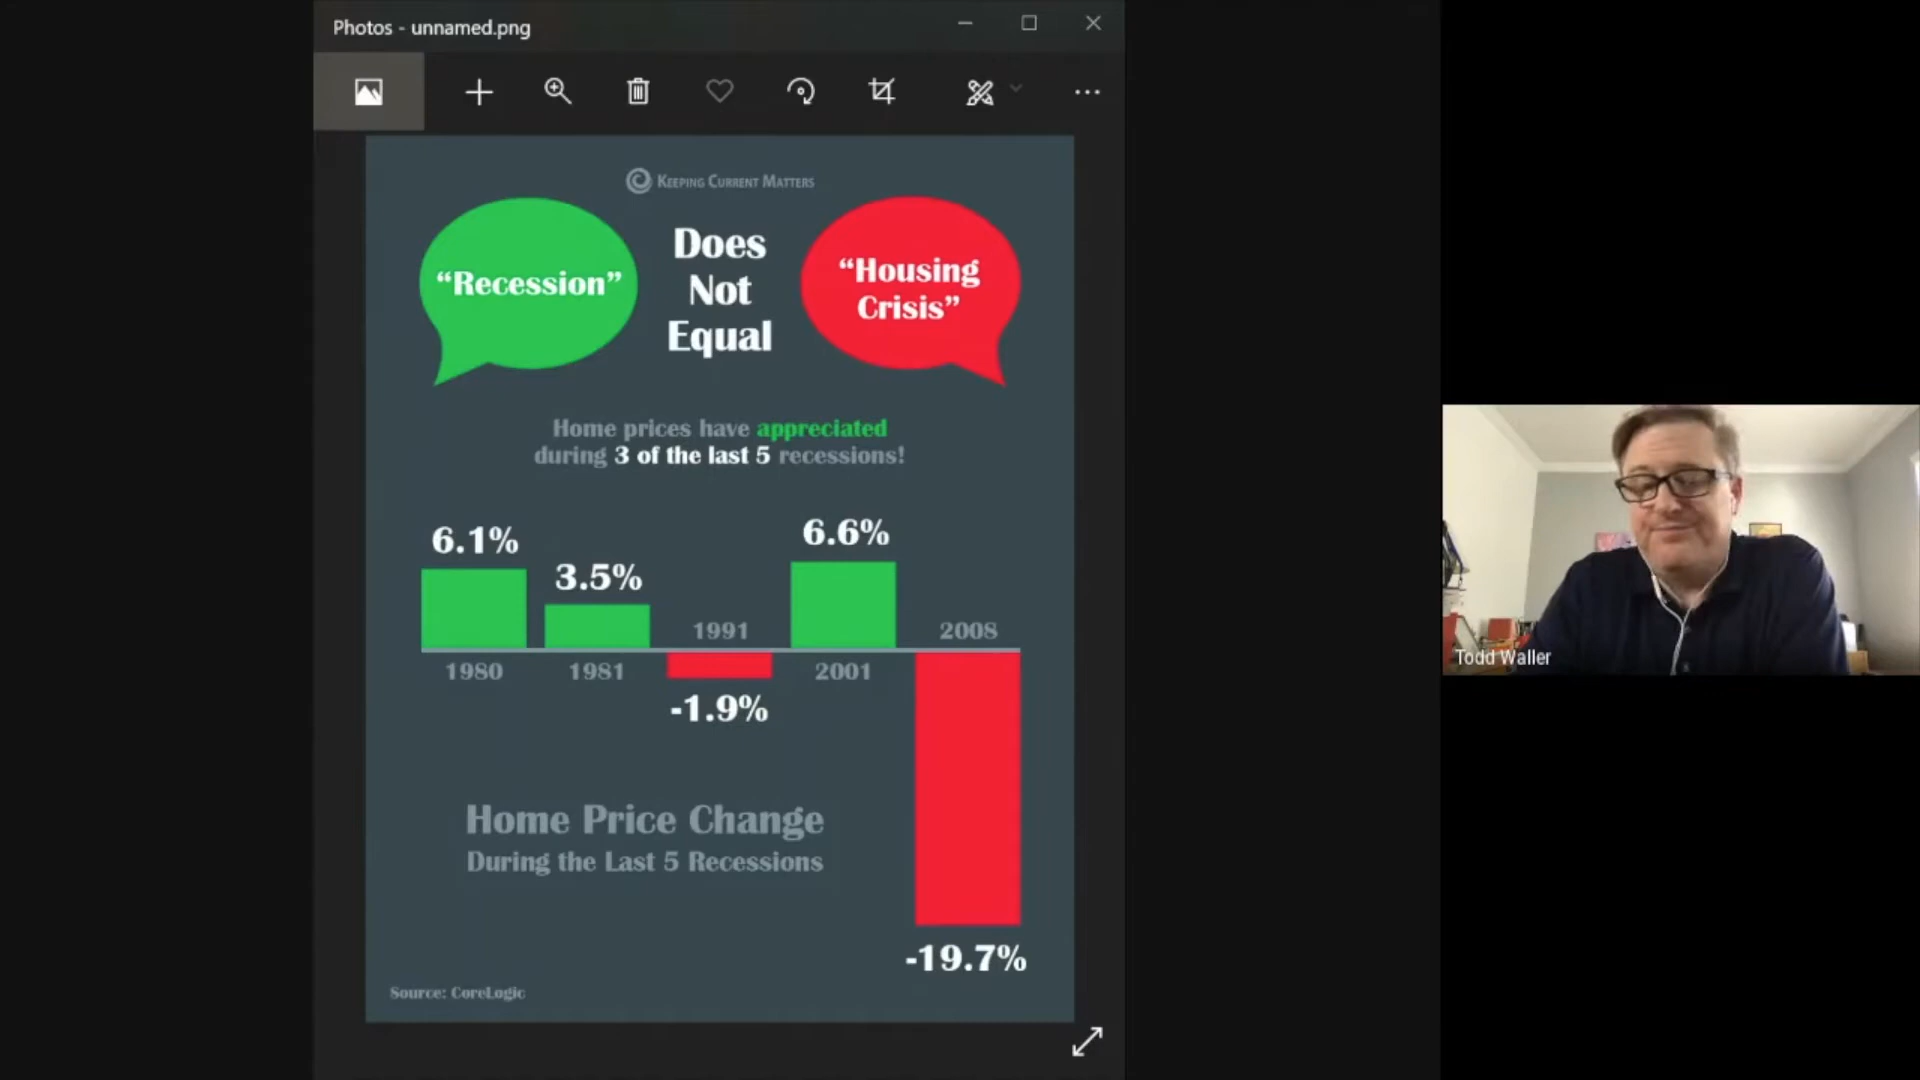 Photos - unnamed.png
KEEPING CURRENT MATTERS
“Recession”
Does
Not
Equal
“Housing
Crisis”
Home prices have appreciated
during 3 of the last 5 recessions!
6.1%
3.5%
6.6%
1991
2008
1980
1981
2001
-1.9%
Home Price Change
During the Last 5 Recessions
-19.7%
Source: CoreLogic
Todd Waller